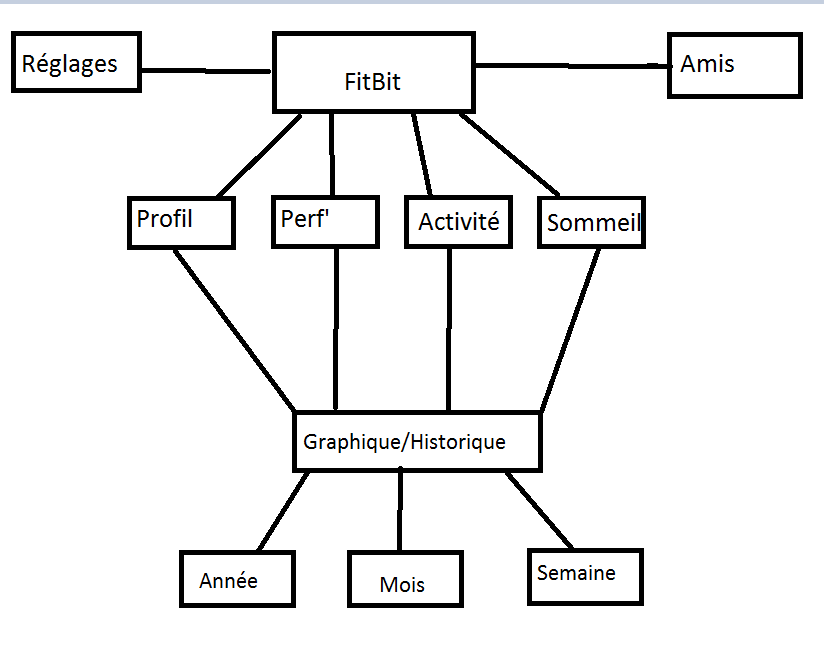 Réglages
FitBit
Amis
Profil
Perf'
Activité
Sommeil
Graphique/Historique
Année
Mois
Semaine